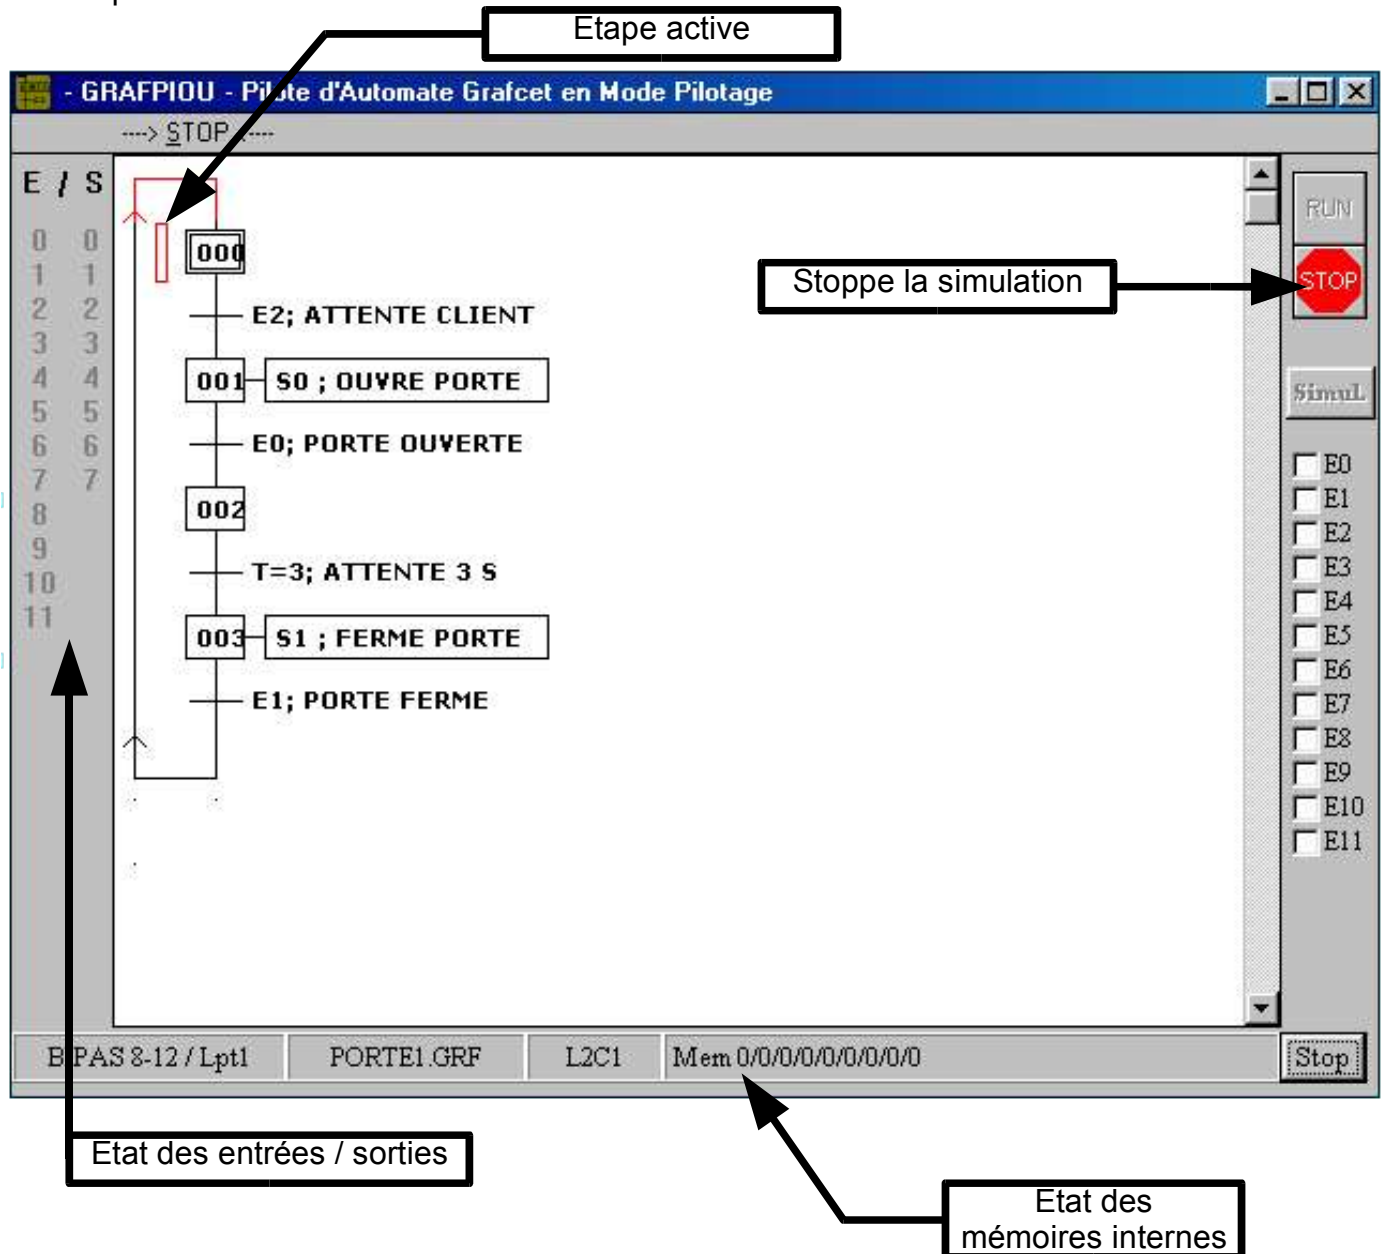 Etape active
- GRAFPIOU - Pilote d'Automate Grafcet en Mode Pilotage
----> STOP <----
E / S
0 0
1 1
2 2
3 3
4 4
5 5
6 6
7 7
8
9
10
11
000
E2; ATTENTE CLIENT
001 S0 ; OUVRE PORTE
E0; PORTE OUVERTE
002
T=3; ATTENTE 3 S
003 S1 ; FERME PORTE
E1; PORTE FERME
Stoppe la simulation
RUN
STOP
Simul
E0
E1
E2
E3
E4
E5
E6
E7
E8
E9
E10
E11
BIPAS 8-12 / Lpt1
PORTE1.GRF
L2C1
Mem 0/0/0/0/0/0/0/0/0/0
Stop
Etat des entrées / sorties
Etat des
mémoires internes